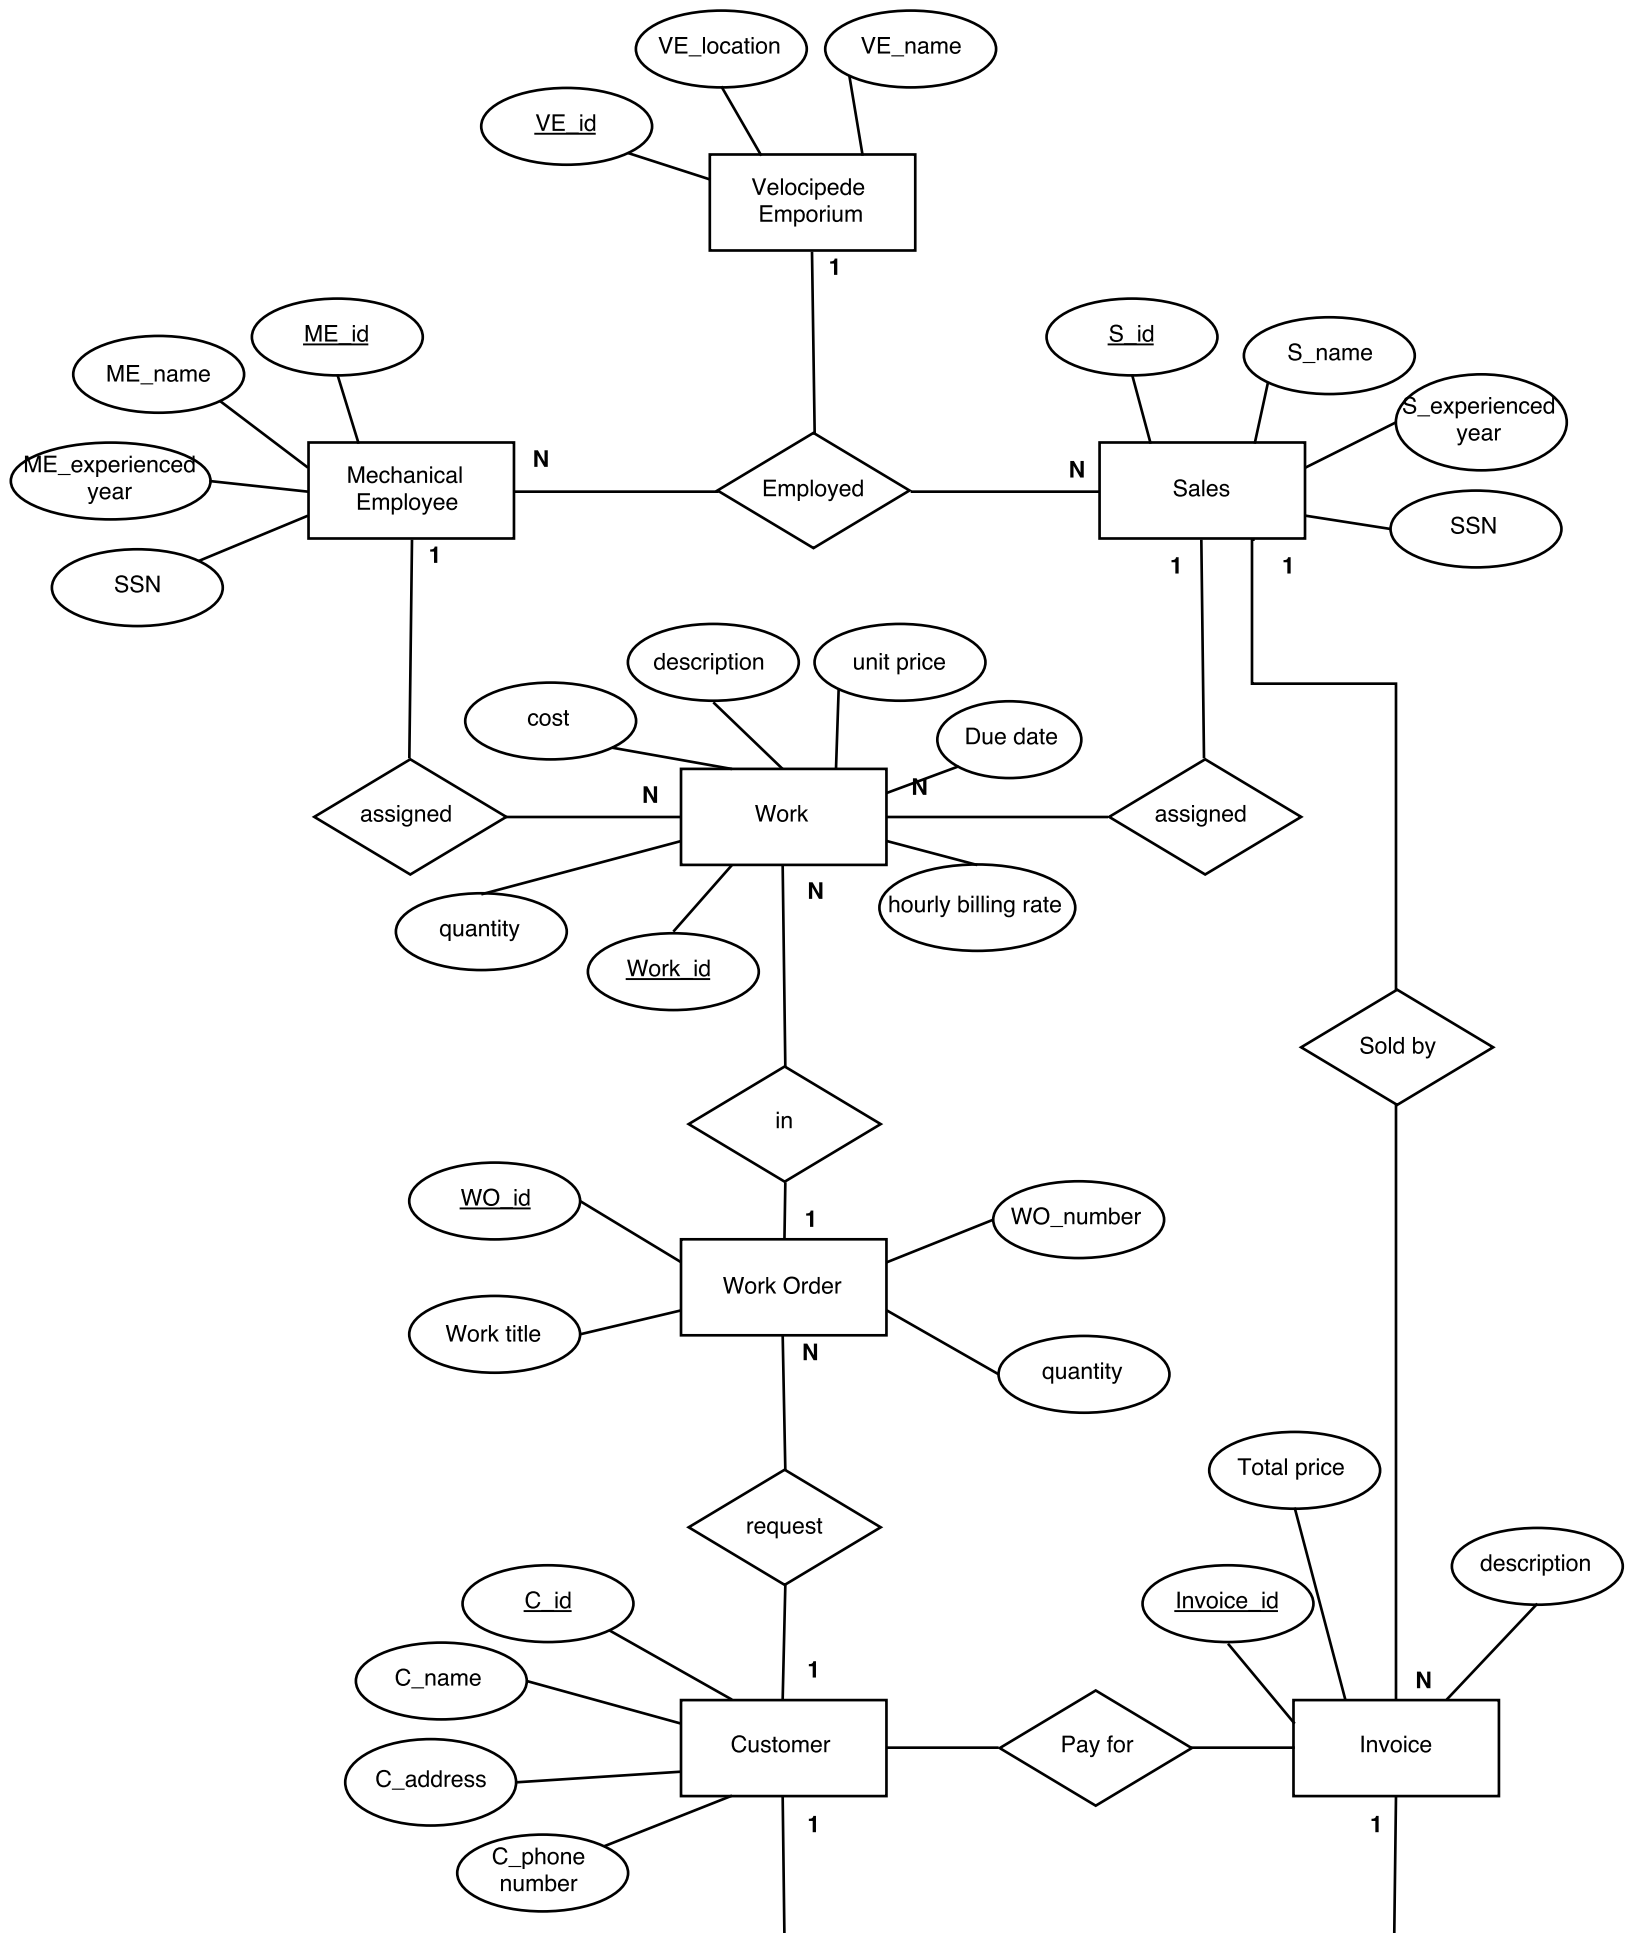 VE_location
VE_name
VE_id
Velocipede
Emporium
1
ME_id
S_id
S_name
ME_name
S_experienced
year
ME_experienced
year
Mechanical
Employee
N
Employed
N
Sales
SSN
SSN
1
1
1
description
unit price
cost
Due date
N
N
assigned
Work
assigned
N
hourly billing rate
quantity
Work_id
Sold by
in
WO_id
WO_number
1
Work Order
Work title
N
quantity
Total price
request
description
C_id
Invoice_id
1
N
C_name
Customer
Pay for
Invoice
C_address
1
1
C_phone
number